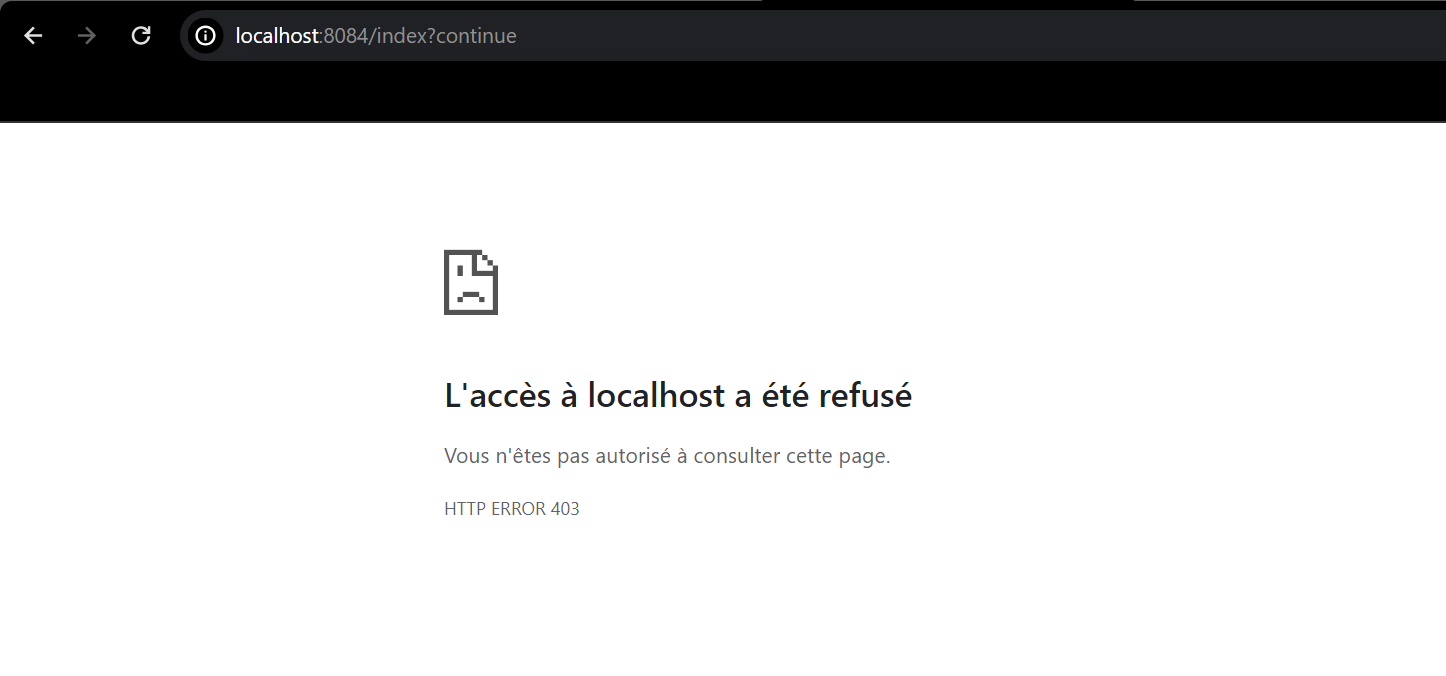 localhost:8084/index?continue
L'accès à localhost a été refusé
Vous n'êtes pas autorisé à consulter cette page.
HTTP ERROR 403